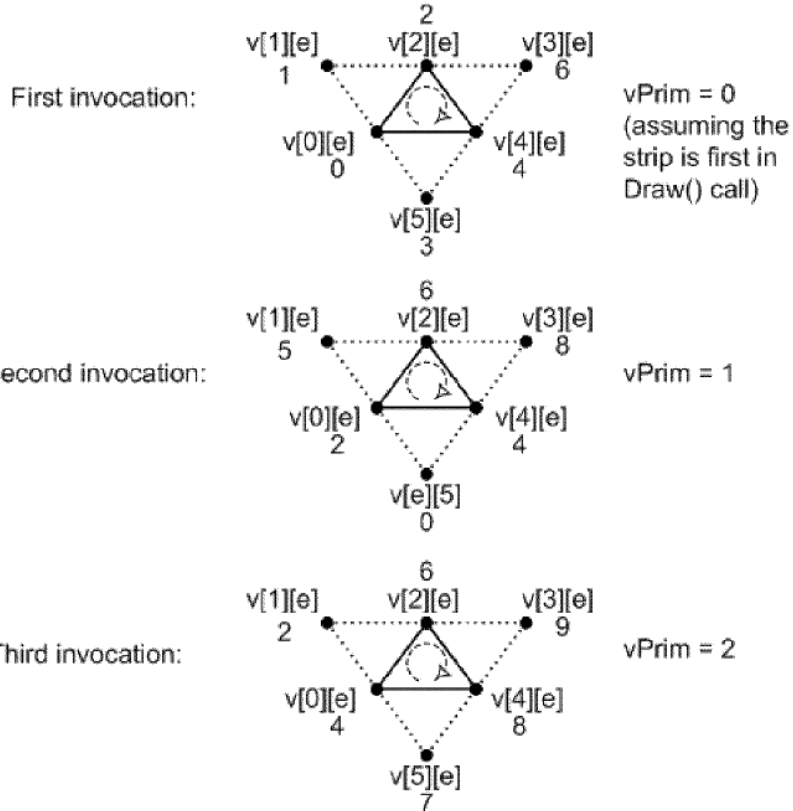 2
v[1][e] v[2][e] v[3][e]
1 6
First invocation:
vPrim = 0
(assuming the
strip is first in
Draw() call)
v[0][e] v[4][e]
0 4
v[5][e]
3
6
v[1][e] v[2][e] v[3][e]
5 8
econd invocation: vPrim = 1
v[0][e] v[4][e]
2 4
v[e][5]
0
6
v[1][e] v[2][e] v[3][e]
2 9
Third invocation: vPrim = 2
v[0][e] v[4][e]
4 8
v[5][e]
7